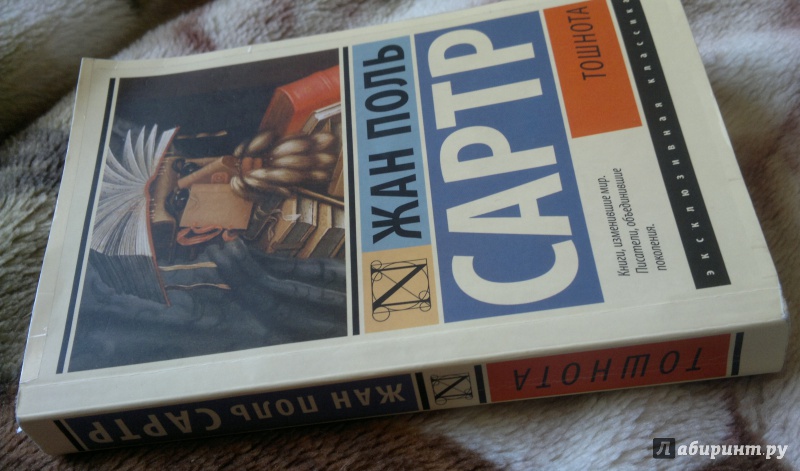 ЖАН ПОЛЬ
САРТР
ТОШНОТА
Книги, изменившие мир.
Писатели, объединившие
поколения.
эксклюзивная классика
N
ЖАН ПОЛЬ САРТР
N
ТОШНОТА
Лабиринт.ру